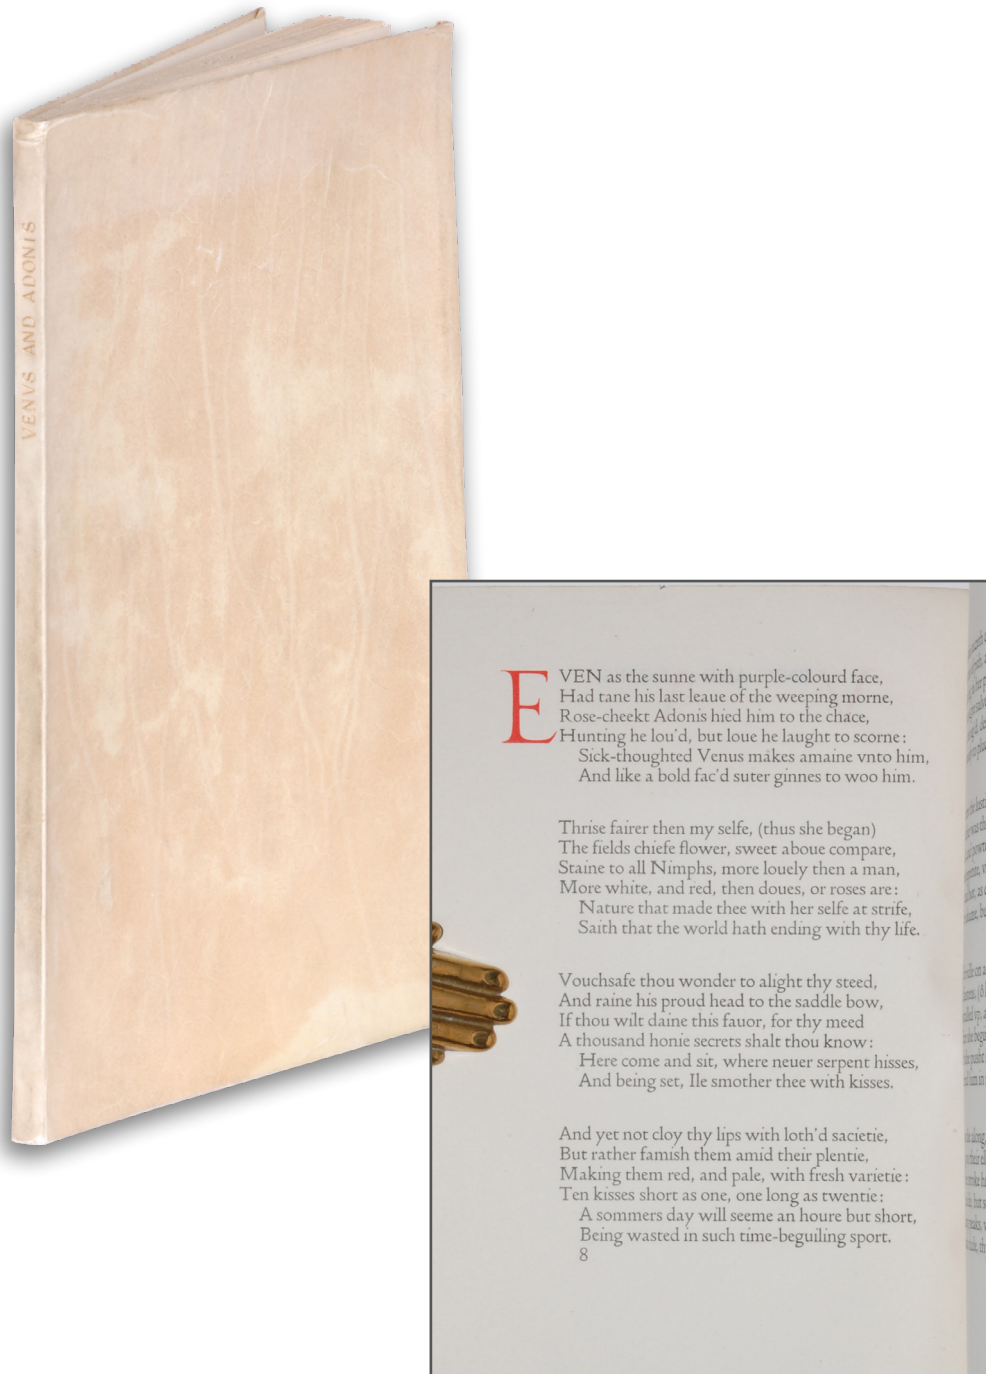 VENVS AND ADONIS
EVEN as the sunne with purple-colourd face,
Had tane his last leaue of the weeping morne,
Rose-cheekt Adonis hied him to the chace,
Hunting he lou'd, but loue he laught to scorne:
Sick-thoughted Venus makes amaine vnto him,
And like a bold fac'd suter ginnes to woo him.
Thrise fairer then my selfe, (thus she began)
The fields chiefe flower, sweet aboue compare,
Staine to all Nimphs, more louely then a man,
More white, and red, then doues, or roses are:
Nature that made thee with her selfe at strife,
Saith that the world hath ending with thy life.
Vouchsafe thou wonder to alight thy steed,
And raine his proud head to the saddle bow,
If thou wilt daine this fauor, for thy meed
A thousand honie secrets shalt thou know:
Here come and sit, where neuer serpent hisses,
And being set, Ile smother thee with kisses.
And yet not cloy thy lips with loth'd sacietie,
But rather famish them amid their plentie,
Making them red, and pale, with fresh varietie:
Ten kisses short as one, one long as twentie:
A sommers day will seeme an houre but short,
Being wasted in such time-beguiling sport.
8